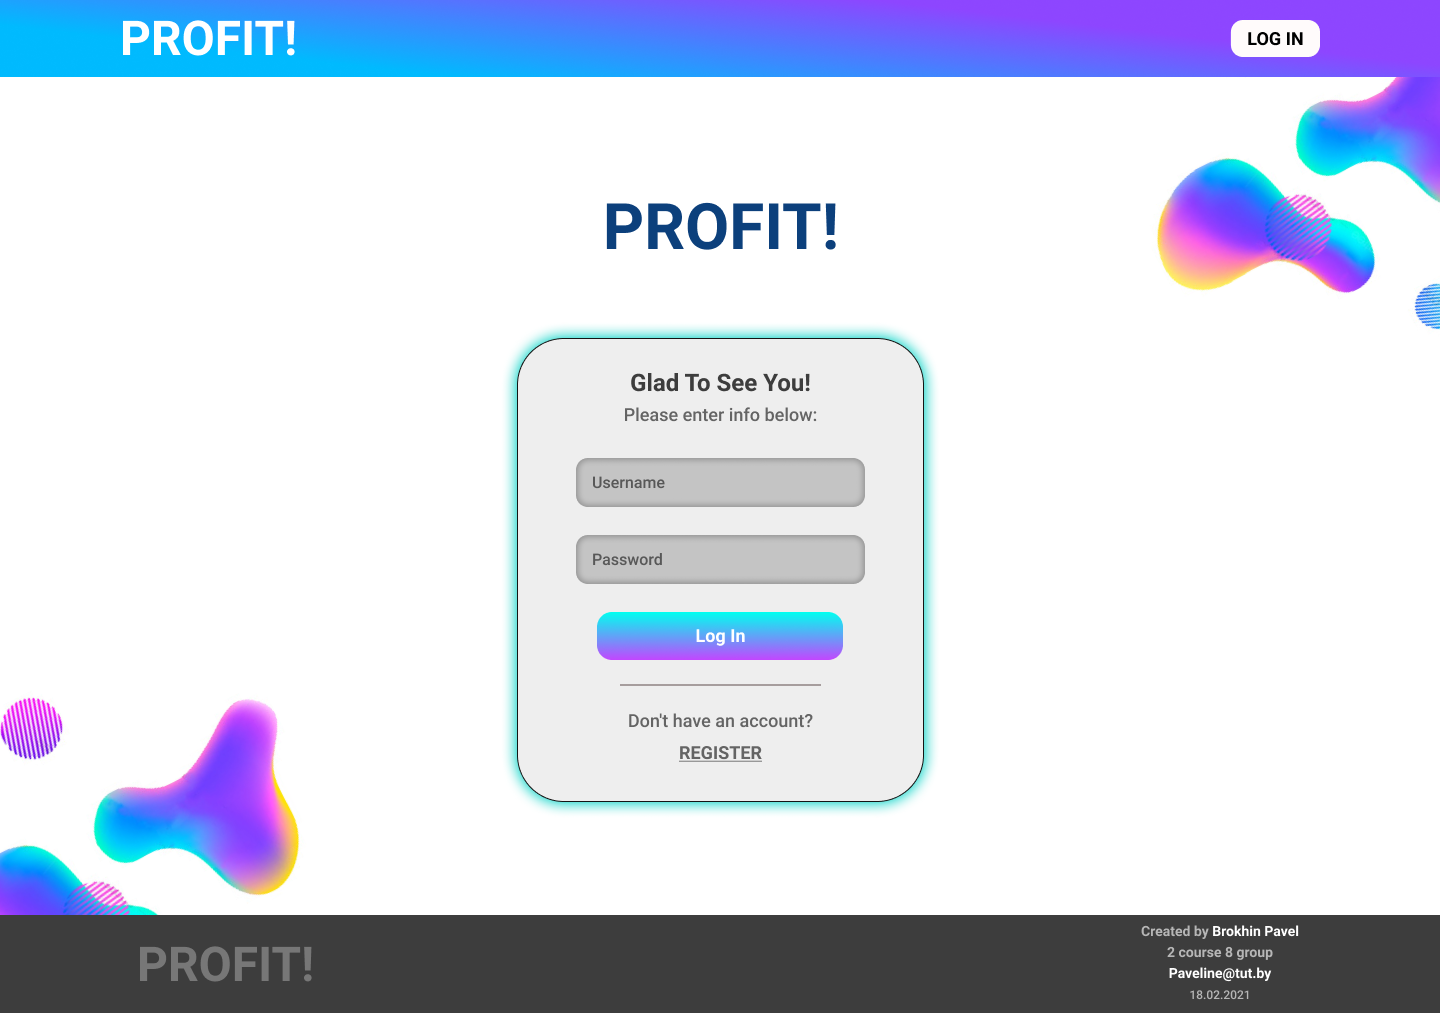 PROFIT!
LOG IN
PROFIT!
Glad To See You!
Please enter info below:
Username
Password
Log In
Don't have an account?
REGISTER
PROFIT!
Created by Brokhin Pavel
2 course 8 group
Paveline@tut.by
18.02.2021